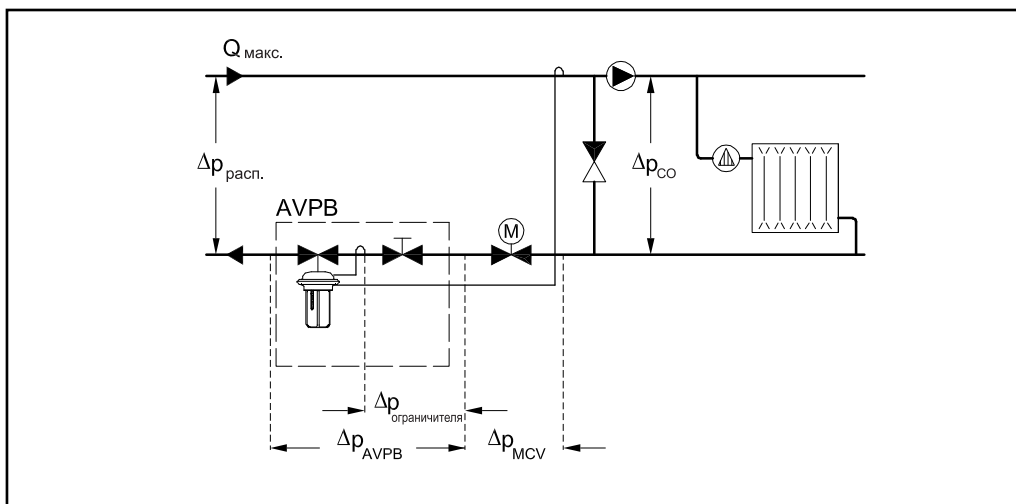 Q макс.
Δp расп.
Δp CO
AVPB
M
Δp ограничителя
Δp AVPB
Δp MCV